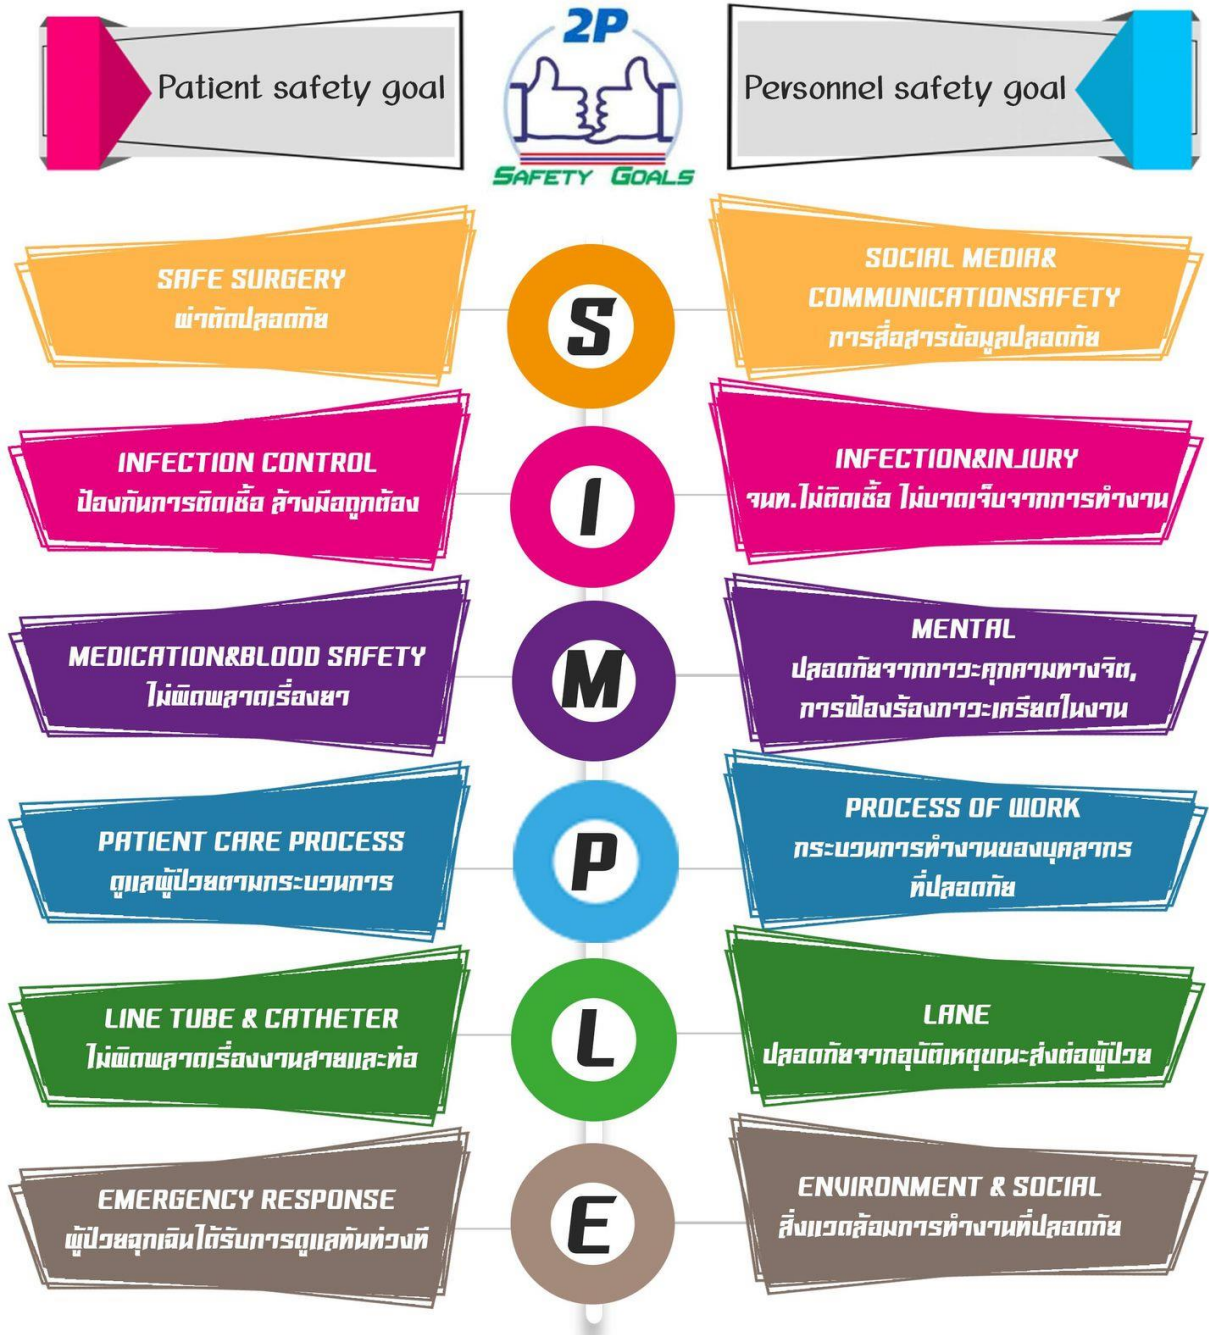 Patient safety goal
2P
SAFETY GOALS
Personnel safety goal
SAFE SURGERY
ผ่าตัดปลอดภัย
S
SOCIAL MEDIA&
COMMUNICATIONSAFETY
การสื่อสารข้อมูลปลอดภัย
INFECTION CONTROL
ป้องกันการติดเชื้อ ล้างมือถูกต้อง
I
INFECTION&INJURY
จนท.ไม่ติดเชื้อ ไม่บาดเจ็บจากการทำงาน
MEDICATION&BLOOD SAFETY
ไม่ผิดพลาดเรื่องยา
M
MENTAL
ปลอดภัยจากภาวะคุกคามทางจิต,
การฟ้องร้องภาวะเครียดในงาน
PATIENT CARE PROCESS
ดูแลผู้ป่วยตามกระบวนการ
P
PROCESS OF WORK
กระบวนการทำงานของบุคลากร
ที่ปลอดภัย
LINE TUBE & CATHETER
ไม่ผิดพลาดเรื่องงานสายและท่อ
L
LANE
ปลอดภัยจากอุบัติเหตุขณะส่งต่อผู้ป่วย
EMERGENCY RESPONSE
ผู้ป่วยฉุกเฉินได้รับการดูแลทันท่วงที
E
ENVIRONMENT & SOCIAL
สิ่งแวดล้อมการทำงานที่ปลอดภัย